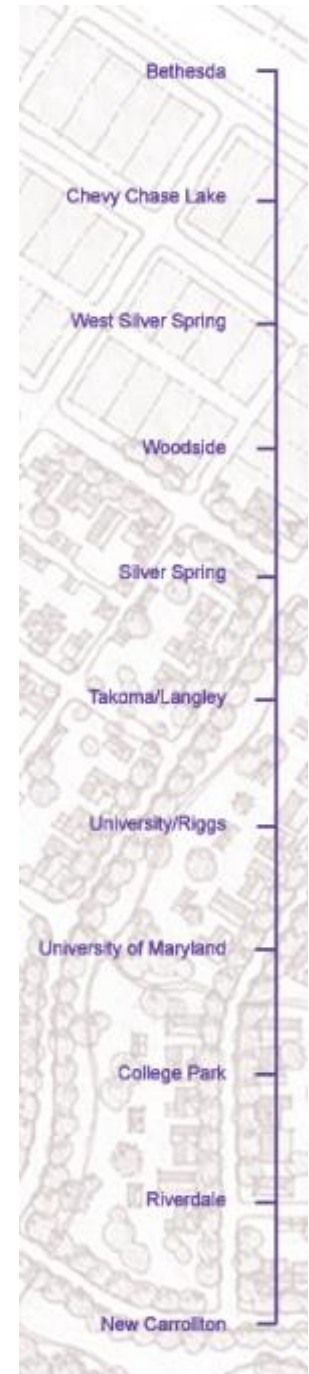 Bethesda
Chevy Chase Lake
West Silver Spring
Woodside
Silver Spring
Takoma/Langley
University/Riggs
University of Maryland
College Park
Riverdale
New Carrollton